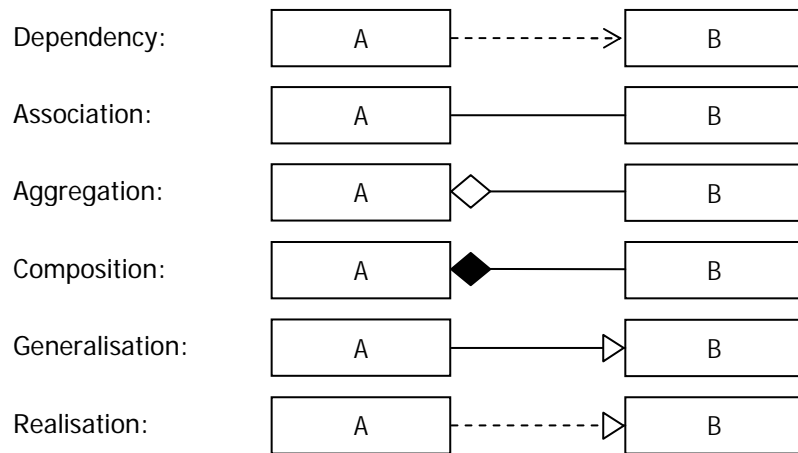 Dependency: A B
Association: A B
Aggregation: A B
Composition: A B
Generalisation: A B
Realisation: A B